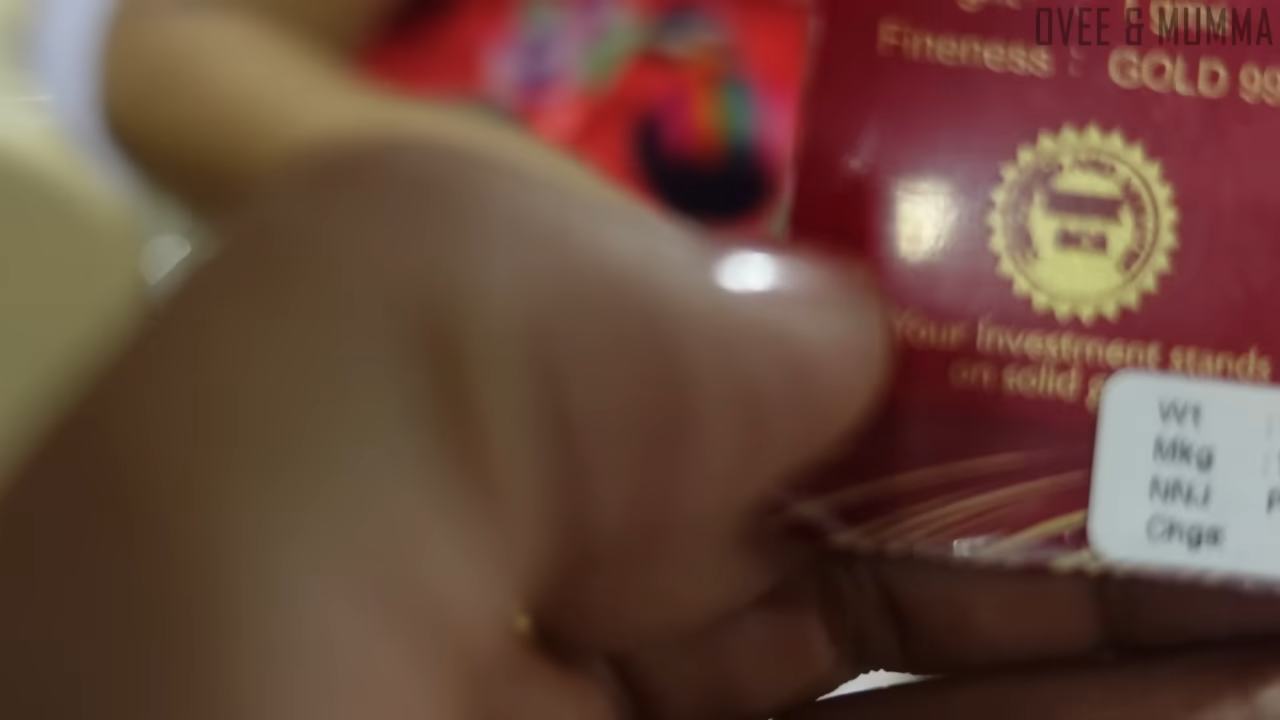 OVEE & MUMMA
Fineness : GOLD 99
Your investment stands
on solid
Wt :
Mkg :
NNJ
Chgs